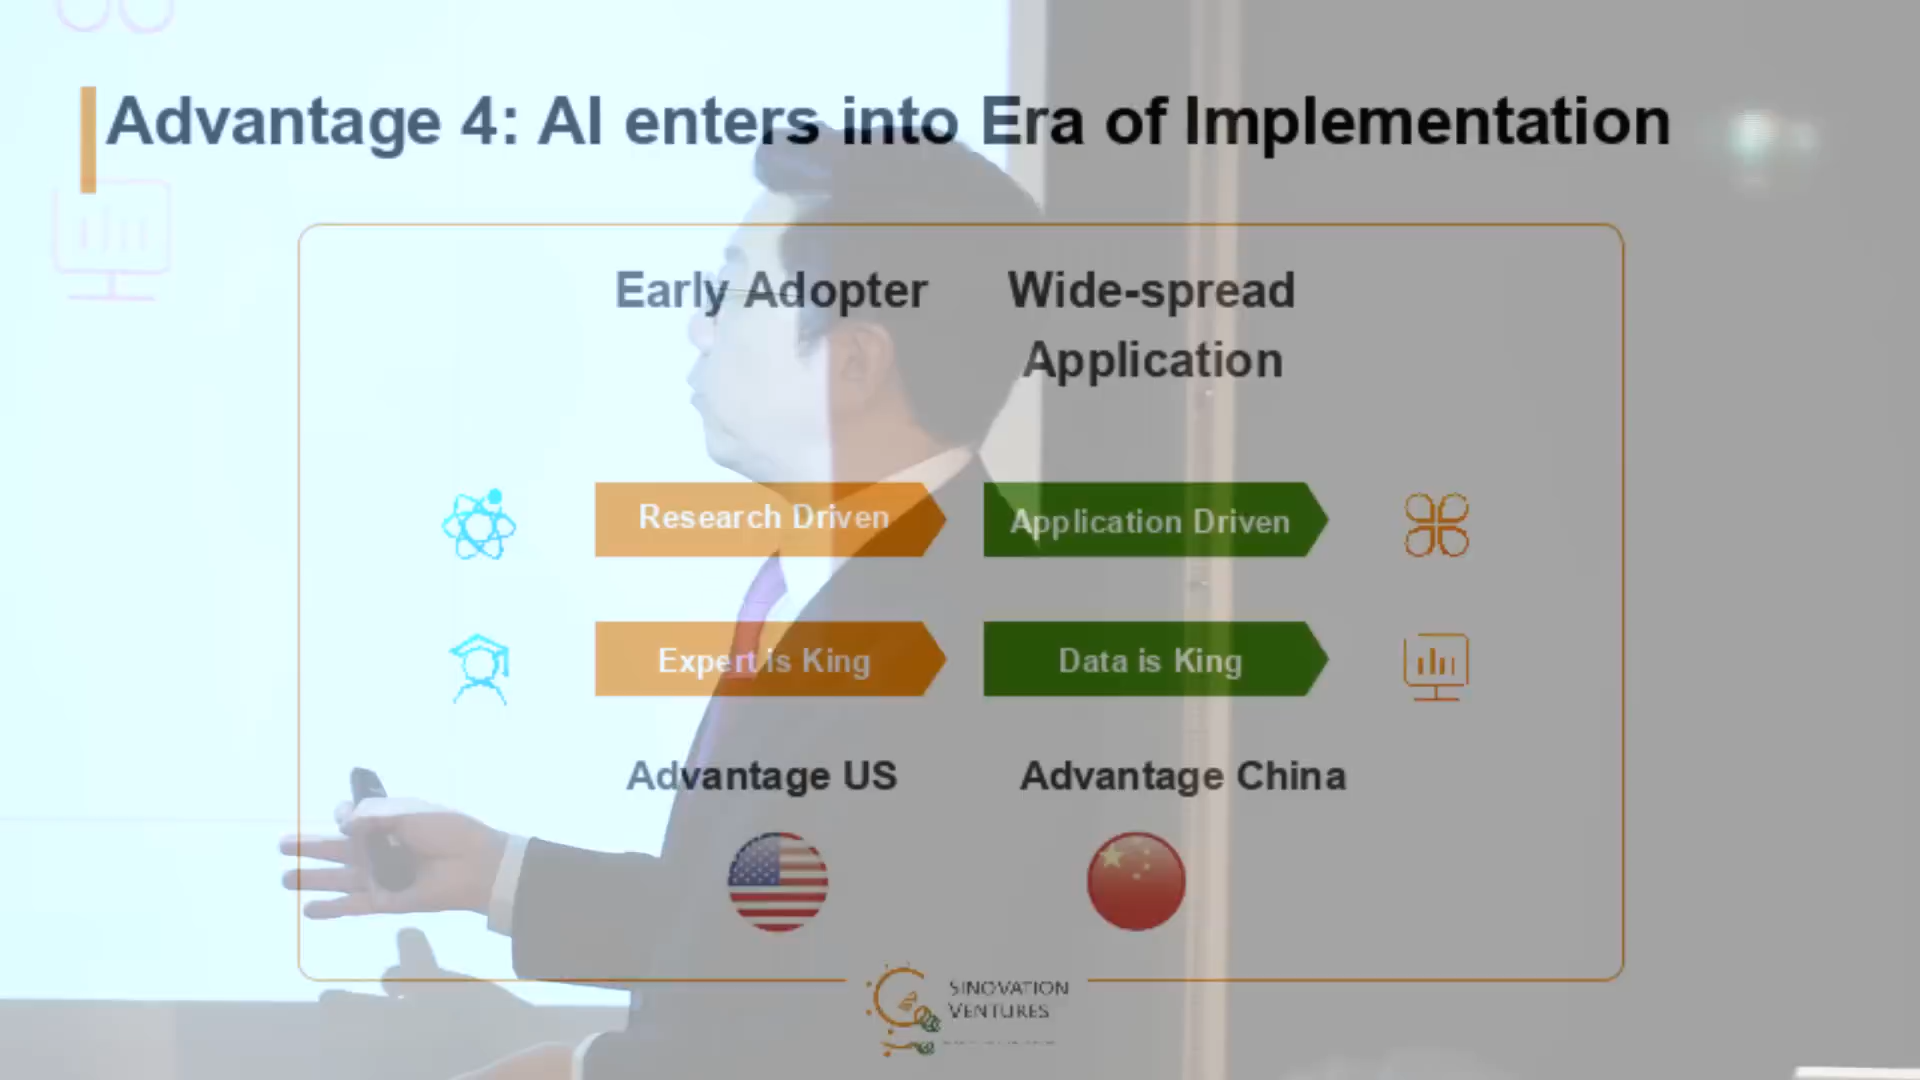 Advantage 4: AI enters into Era of Implementation
Early Adopter
Wide-spread
Application
Research Driven
Application Driven
Expert is King
Data is King
Advantage US
Advantage China
SINOVATION
VENTURES